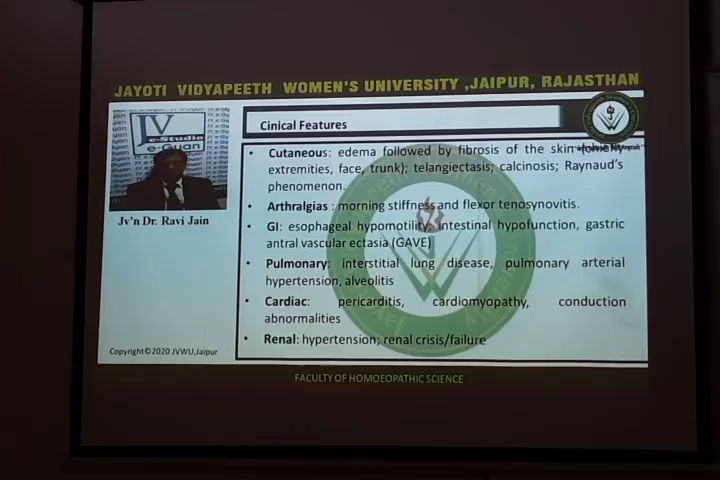 JAYOTI VIDYAPEETH WOMEN'S UNIVERSITY ,JAIPUR, RAJASTHAN
JV
e-Studio
e-Gyan
Jv'n Dr. Ravi Jain
Copyright©2020 JVWU,Jaipur
Cinical Features
• Cutaneous: edema followed by fibrosis of the skin
extremities, face, trunk); telangiectasis; calcinosis; Raynaud's
phenomenon.
• Arthralgias : morning stiffness and flexor tenosynovitis.
• GI: esophageal hypomotility; intestinal hypofunction, gastric
antral vascular ectasia (GAVE)
• Pulmonary: interstitial lung disease, pulmonary arterial
hypertension, alveolitis
• Cardiac: pericarditis, cardiomyopathy, conduction
abnormalities
• Renal: hypertension; renal crisis/failure
FACULTY OF HOMOEOPATHIC SCIENCE